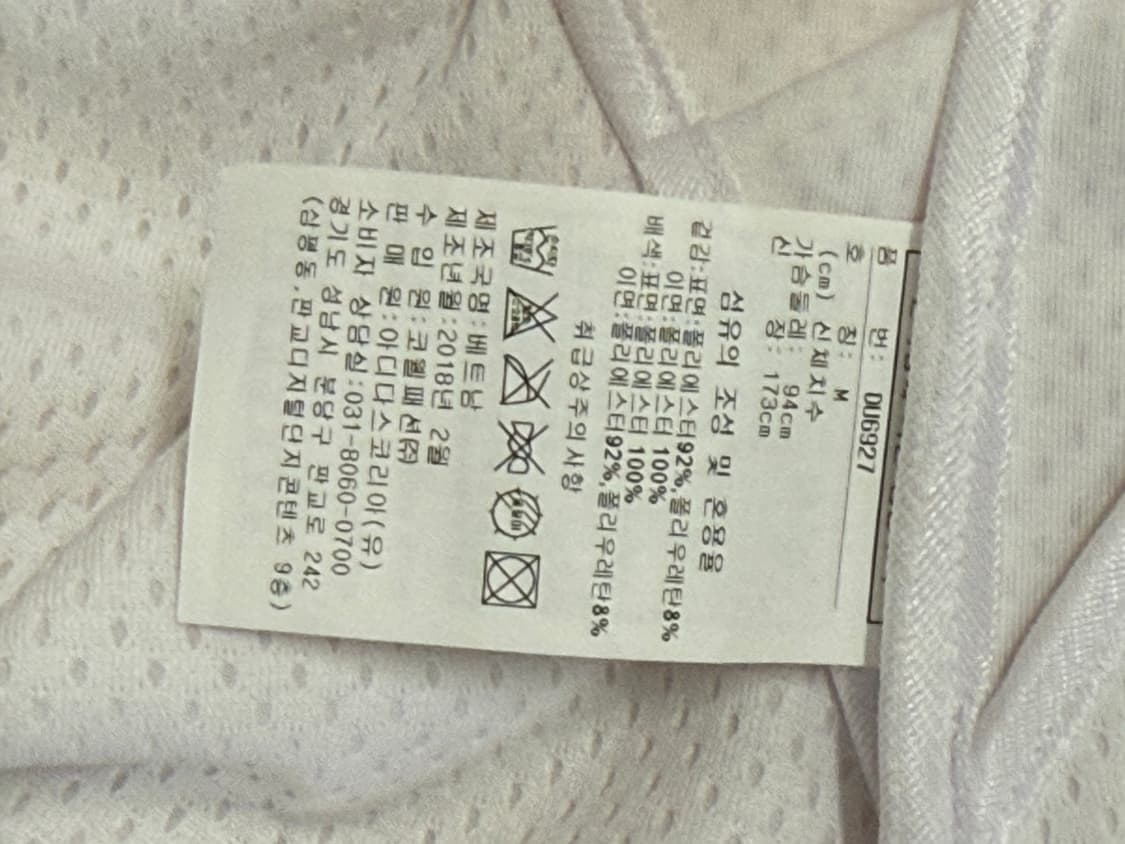 품 번: DU6927
호 칭: M
(cm) 신체치수
가슴둘레: 94cm
신 장: 173cm
섬유의 조성 및 혼용율
겉감:표면:폴리에스터92%,폴리우레탄8%
이면:폴리에스터 100%
배색:표면:폴리에스터 100%
이면:폴리에스터92%,폴리우레탄8%
취급상주의사항
제조국명:베트남
제조년월:2018년 2월
수 입 원:코웰패션㈜
판 매 원:아디다스코리아(유)
소비자 상담실:031-8060-0700
경기도 성남시 분당구 판교로 242
(삼평동,판교디지털단지콘텐츠 9층)